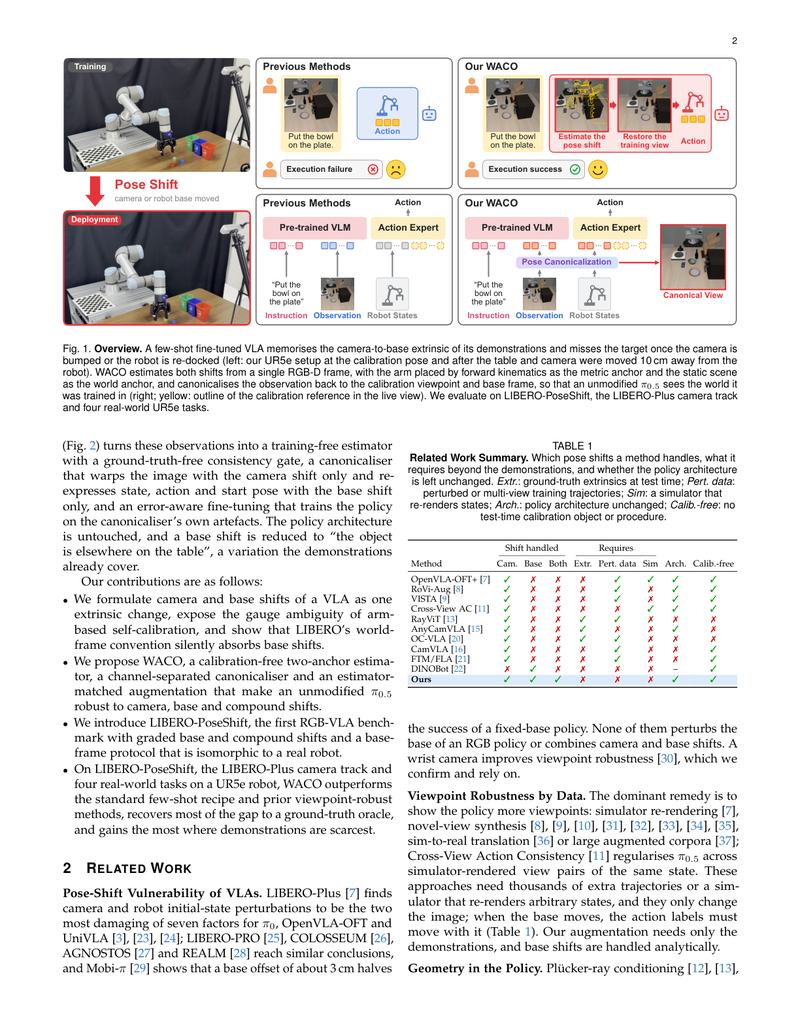 2
Training
Pose Shift
camera or robot base moved
Deployment
Previous Methods
Put the bowl
on the plate.
Action
Execution failure
Our WACO
Put the bowl
on the plate.
Estimate the
pose shift
Restore the
training view
Action
Execution success
Previous Methods
Action
Pre-trained VLM
Action Expert
"Put the
bowl on
the plate"
Instruction
Observation
Robot States
Our WACO
Action
Pre-trained VLM
Action Expert
Pose Canonicalization
"Put the
bowl on
the plate"
Instruction
Observation
Robot States
Canonical View
Fig. 1. Overview. A few-shot fine-tuned VLA memorises the camera-to-base extrinsic of its demonstrations and misses the target once the camera is
bumped or the robot is re-docked (left: our UR5e setup at the calibration pose and after the table and camera were moved 10 cm away from the
robot). WACO estimates both shifts from a single RGB-D frame, with the arm placed by forward kinematics as the metric anchor and the static scene
as the world anchor, and canonicalises the observation back to the calibration viewpoint and base frame, so that an unmodified π0.5 sees the world it
was trained in (right; yellow: outline of the calibration reference in the live view). We evaluate on LIBERO-PoseShift, the LIBERO-Plus camera track
and four real-world UR5e tasks.
(Fig. 2) turns these observations into a training-free estimator
with a ground-truth-free consistency gate, a canonicaliser
that warps the image with the camera shift only and re-
expresses state, action and start pose with the base shift
only, and an error-aware fine-tuning that trains the policy
on the canonicaliser's own artefacts. The policy architecture
is untouched, and a base shift is reduced to "the object
is elsewhere on the table", a variation the demonstrations
already cover.
Our contributions are as follows:
• We formulate camera and base shifts of a VLA as one
extrinsic change, expose the gauge ambiguity of arm-
based self-calibration, and show that LIBERO's world-
frame convention silently absorbs base shifts.
• We propose WACO, a calibration-free two-anchor estima-
tor, a channel-separated canonicaliser and an estimator-
matched augmentation that make an unmodified π0.5
robust to camera, base and compound shifts.
• We introduce LIBERO-PoseShift, the first RGB-VLA bench-
mark with graded base and compound shifts and a base-
frame protocol that is isomorphic to a real robot.
• On LIBERO-PoseShift, the LIBERO-Plus camera track and
four real-world tasks on a UR5e robot, WACO outperforms
the standard few-shot recipe and prior viewpoint-robust
methods, recovers most of the gap to a ground-truth oracle,
and gains the most where demonstrations are scarcest.
2 RELATED WORK
Pose-Shift Vulnerability of VLAs. LIBERO-Plus [7] finds
camera and robot initial-state perturbations to be the two
most damaging of seven factors for π0, OpenVLA-OFT and
UniVLA [3], [23], [24]; LIBERO-PRO [25], COLOSSEUM [26],
AGNOSTOS [27] and REALM [28] reach similar conclusions,
and Mobi-π [29] shows that a base offset of about 3 cm halves
TABLE 1
Related Work Summary. Which pose shifts a method handles, what it
requires beyond the demonstrations, and whether the policy architecture
is left unchanged. Extr.: ground-truth extrinsics at test time; Pert. data:
perturbed or multi-view training trajectories; Sim: a simulator that
re-renders states; Arch.: policy architecture unchanged; Calib.-free: no
test-time calibration object or procedure.
Shift handled Requires
Method Cam. Base Both Extr. Pert. data Sim Arch. Calib.-free
OpenVLA-OFT+ [7] ✓ ✗ ✗ ✗ ✓ ✓ ✓ ✓
RoVi-Aug [8] ✓ ✗ ✗ ✗ ✓ ✗ ✓ ✓
VISTA [9] ✓ ✗ ✗ ✗ ✓ ✗ ✓ ✓
Cross-View AC [11] ✓ ✗ ✗ ✗ ✗ ✓ ✓ ✓
RayViT [13] ✓ ✗ ✗ ✓ ✓ ✗ ✗ ✗
AnyCamVLA [15] ✓ ✗ ✗ ✓ ✗ ✗ ✓ ✗
OC-VLA [20] ✓ ✗ ✗ ✓ ✓ ✗ ✗ ✗
CamVLA [16] ✓ ✗ ✗ ✗ ✓ ✗ ✗ ✓
FTM/FLA [21] ✓ ✗ ✗ ✗ ✓ ✗ ✗ ✓
DINOBot [22] ✗ ✓ ✗ ✗ ✗ ✗ – ✓
Ours ✓ ✓ ✓ ✗ ✗ ✗ ✓ ✓
the success of a fixed-base policy. None of them perturbs the
base of an RGB policy or combines camera and base shifts. A
wrist camera improves viewpoint robustness [30], which we
confirm and rely on.
Viewpoint Robustness by Data. The dominant remedy is to
show the policy more viewpoints: simulator re-rendering [7],
novel-view synthesis [8], [9], [10], [31], [32], [33], [34], [35],
sim-to-real translation [36] or large augmented corpora [37];
Cross-View Action Consistency [11] regularises π0.5 across
simulator-rendered view pairs of the same state. These
approaches need thousands of extra trajectories or a sim-
ulator that re-renders arbitrary states, and they only change
the image; when the base moves, the action labels must
move with it (Table 1). Our augmentation needs only the
demonstrations, and base shifts are handled analytically.
Geometry in the Policy. Plücker-ray conditioning [12], [13],